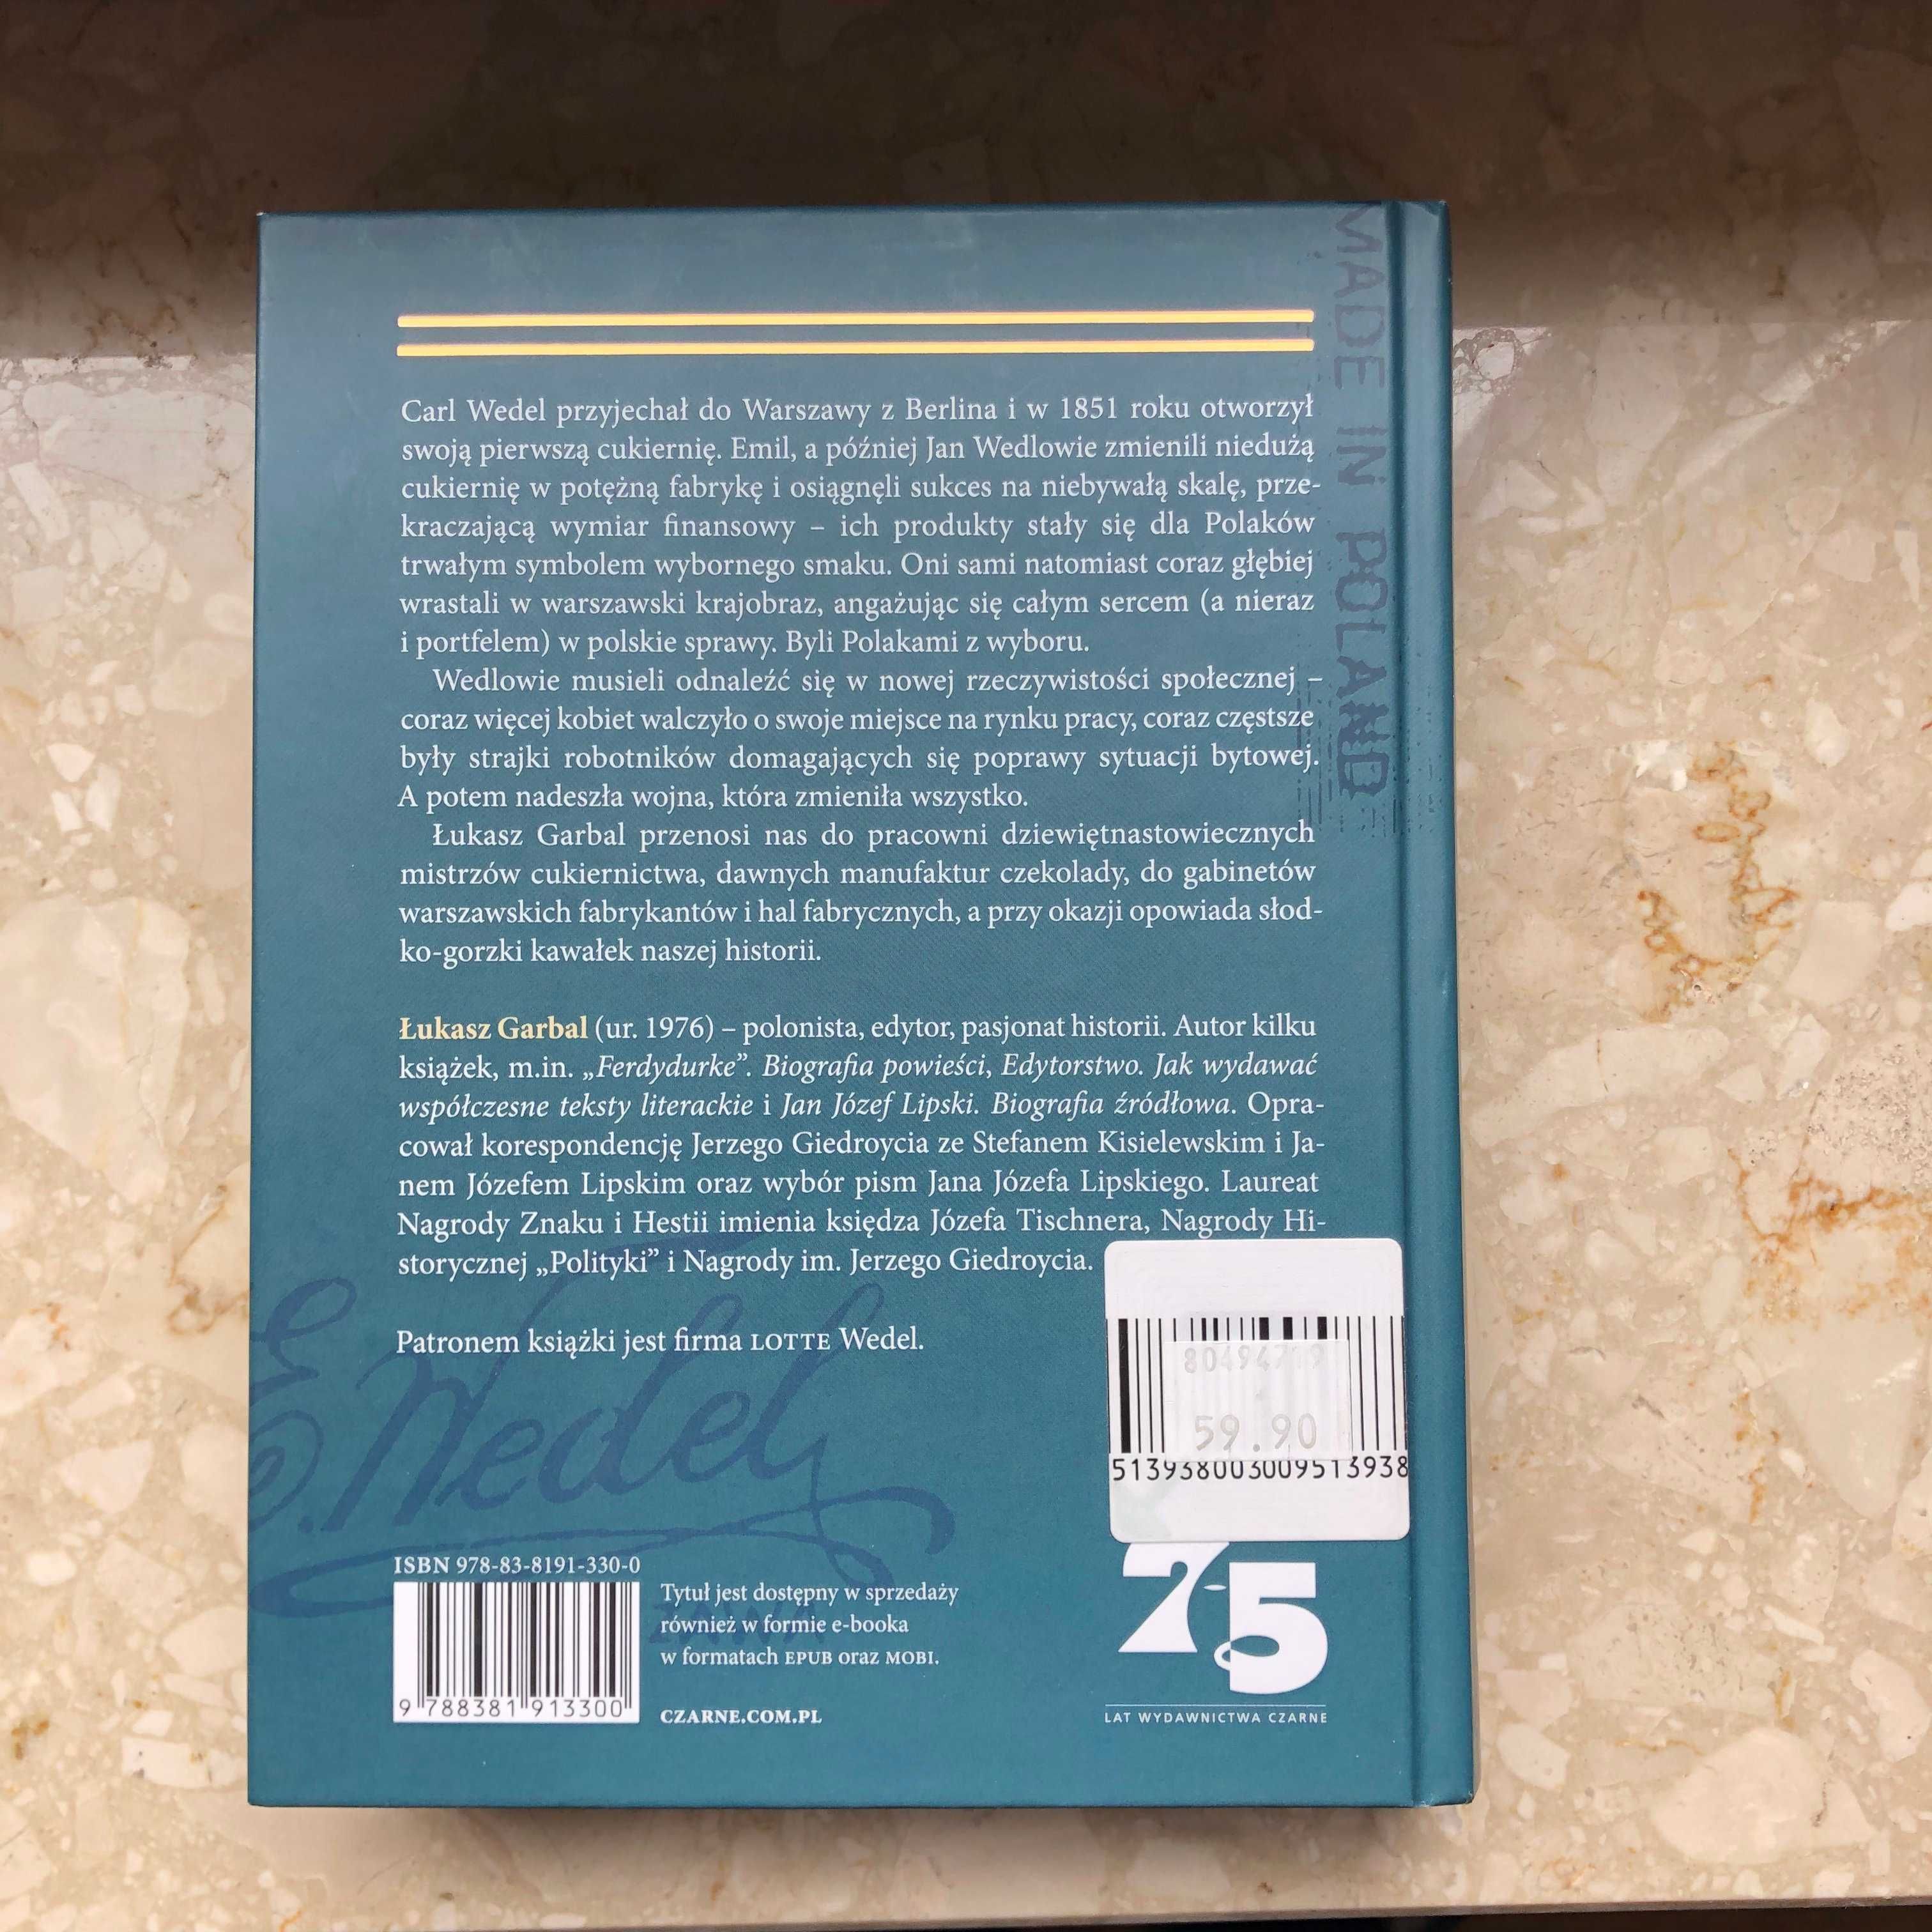 MADE IN POLAND
Carl Wedel przyjechał do Warszawy z Berlina i w 1851 roku otworzył
swoją pierwszą cukiernię. Emil, a później Jan Wedlowie zmienili niedużą
cukiernię w potężną fabrykę i osiągnęli sukces na niebywałą skalę, prze-
kraczającą wymiar finansowy – ich produkty stały się dla Polaków
trwałym symbolem wybornego smaku. Oni sami natomiast coraz głębiej
wrastali w warszawski krajobraz, angażując się całym sercem (a nieraz
i portfelem) w polskie sprawy. Byli Polakami z wyboru.
Wedlowie musieli odnaleźć się w nowej rzeczywistości społecznej –
coraz więcej kobiet walczyło o swoje miejsce na rynku pracy, coraz częstsze
były strajki robotników domagających się poprawy sytuacji bytowej.
A potem nadeszła wojna, która zmieniła wszystko.
Łukasz Garbal przenosi nas do pracowni dziewiętnastowiecznych
mistrzów cukiernictwa, dawnych manufaktur czekolady, do gabinetów
warszawskich fabrykantów i hal fabrycznych, a przy okazji opowiada słod-
ko-gorzki kawałek naszej historii.
Łukasz Garbal (ur. 1976) – polonista, edytor, pasjonat historii. Autor kilku
książek, m.in. „Ferdydurke”. Biografia powieści, Edytorstwo. Jak wydawać
współczesne teksty literackie i Jan Józef Lipski. Biografia źródłowa. Opra-
cował korespondencję Jerzego Giedroycia ze Stefanem Kisielewskim i Ja-
nem Józefem Lipskim oraz wybór pism Jana Józefa Lipskiego. Laureat
Nagrody Znaku i Hestii imienia księdza Józefa Tischnera, Nagrody Hi-
storycznej „Polityki” i Nagrody im. Jerzego Giedroycia.
Patronem książki jest firma LOTTE Wedel.
E. Wedel
59.90
513938003009513938
ISBN 978-83-8191-330-0
9 788381 913300
Tytuł jest dostępny w sprzedaży
również w formie e-booka
w formatach EPUB oraz MOBI.
CZARNE.COM.PL
25
LAT WYDAWNICTWA CZARNE